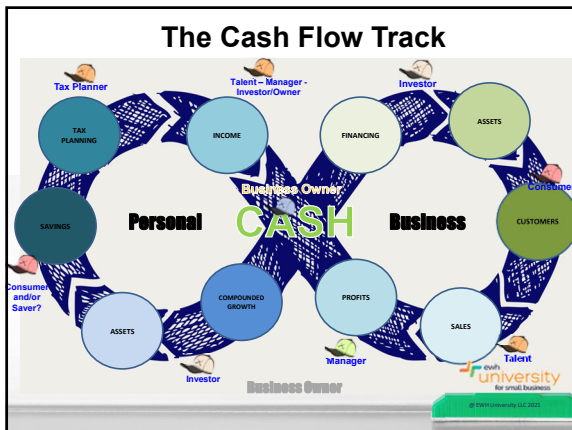 The Cash Flow Track
Tax Planner
Talent – Manager -
Investor/Owner
Investor
TAX
PLANNING
INCOME
FINANCING
ASSETS
Business Owner
CASH
Consumer
SAVINGS
Personal
Business
CUSTOMERS
Consumer
and/or
Saver?
ASSETS
COMPOUNDED
GROWTH
PROFITS
SALES
Investor
Manager
Talent
Business Owner
ewh
university
for small business
@ EWH University LLC 2021